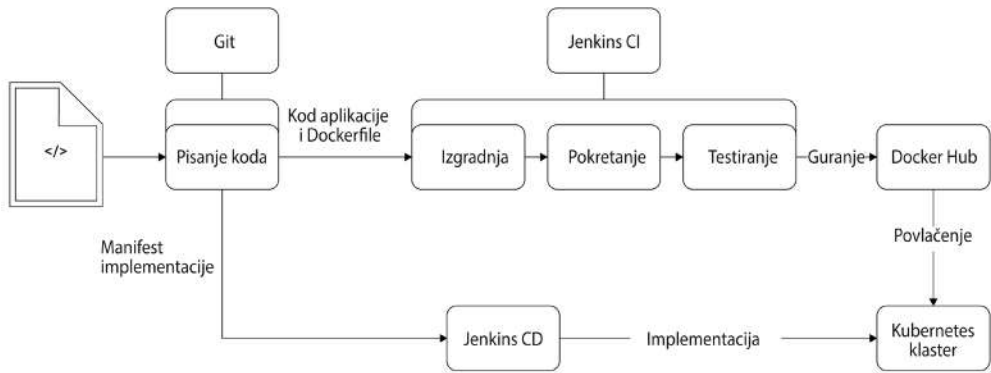 Git
Jenkins CI
</>
Kod aplikacije
i Dockerfile
Pisanje koda
Izgradnja
Pokretanje
Testiranje
Guranje
Docker Hub
Povlačenje
Manifest
implementacije
Jenkins CD
Implementacija
Kubernetes
klaster